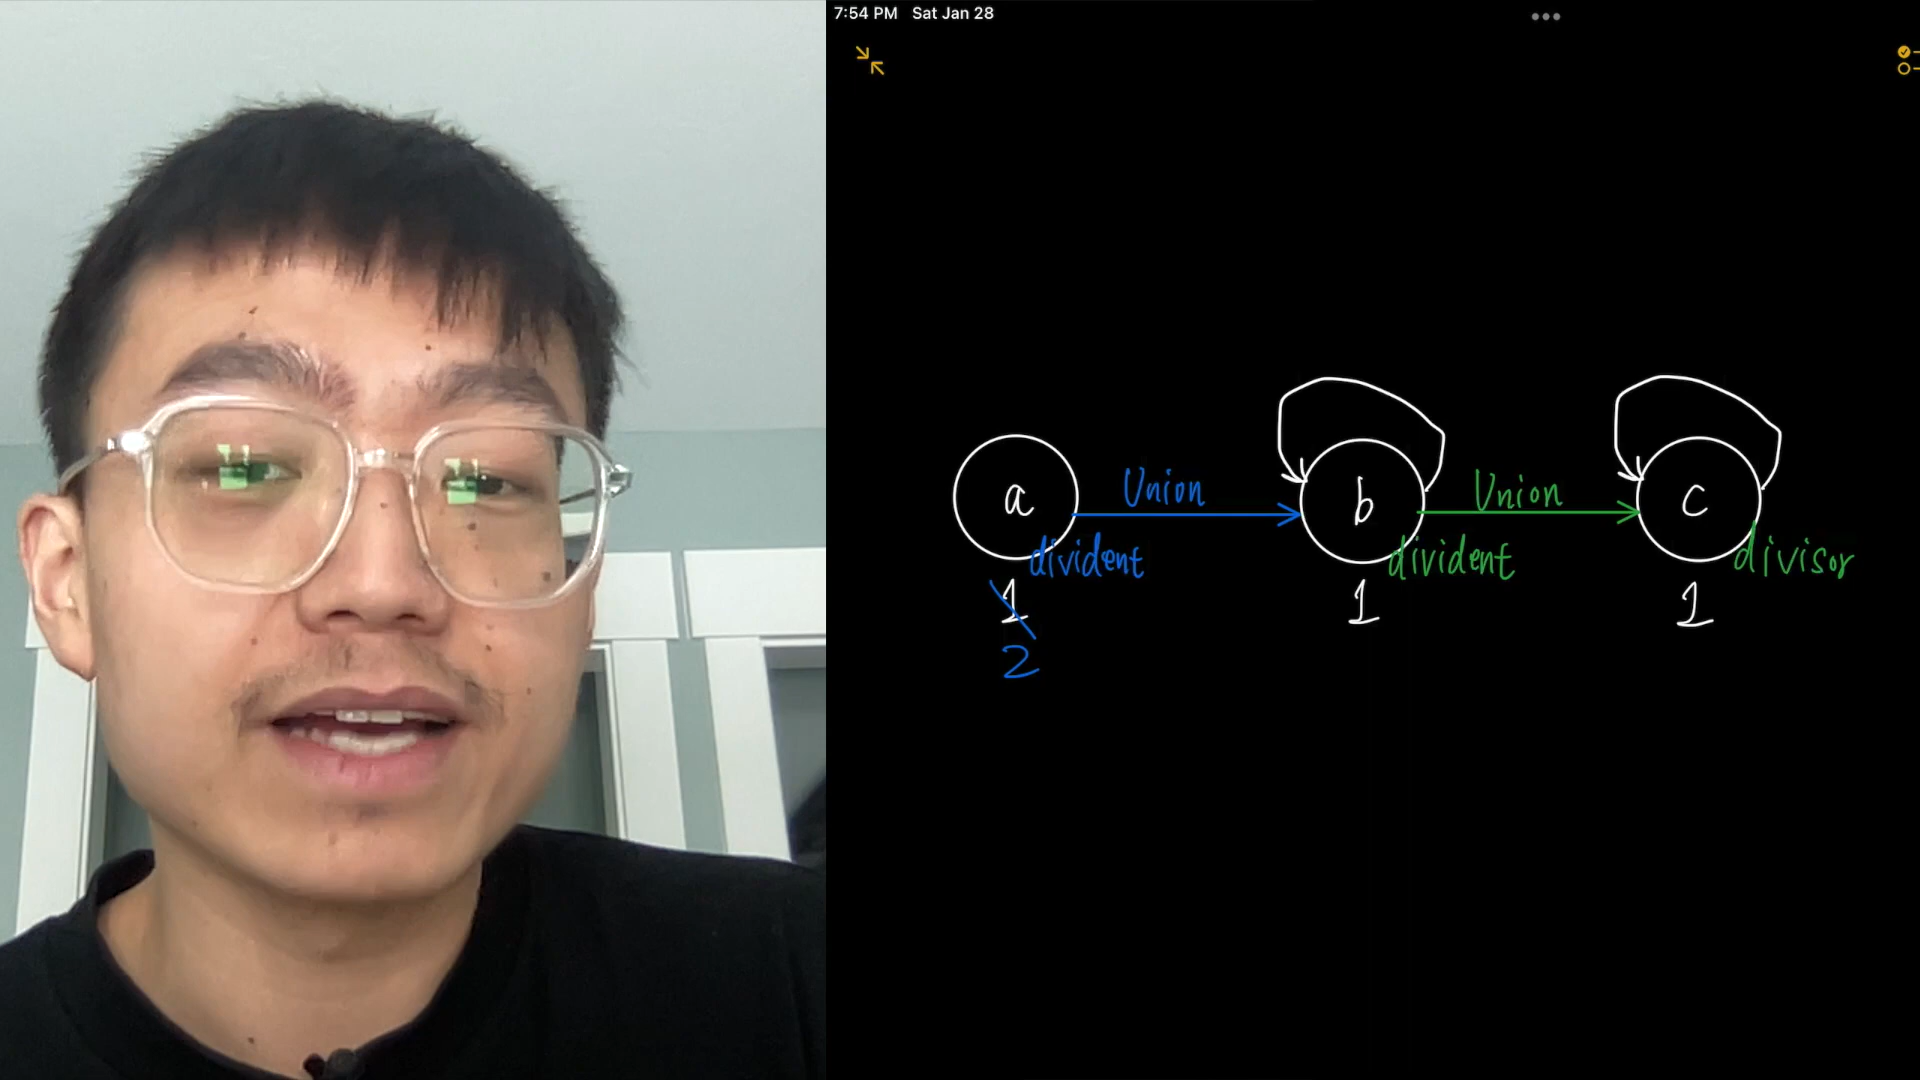 7:54 PM Sat Jan 28
Union Union
a b c
divident divident divisor
1 1 1
2